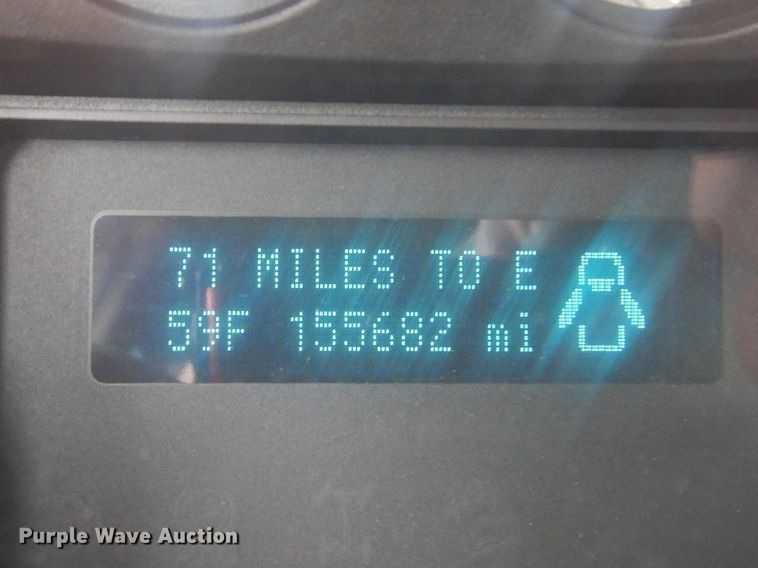 71 MILES TO E
59F 155682 mi
Purple Wave Auction